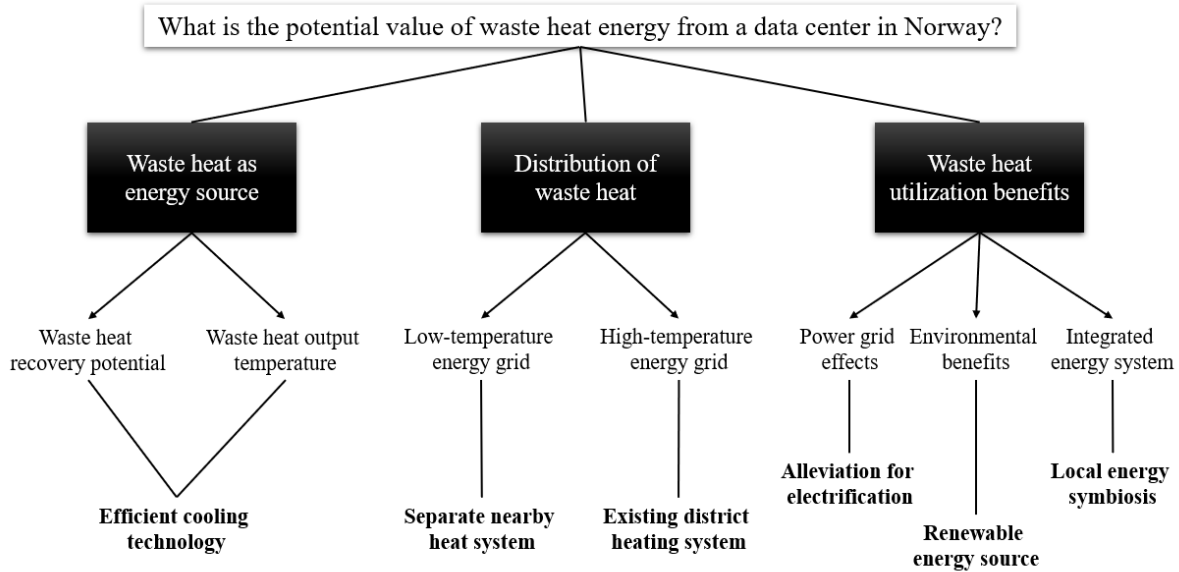 What is the potential value of waste heat energy from a data center in Norway?
Waste heat as
energy source
Distribution of
waste heat
Waste heat
utilization benefits
Waste heat
recovery potential
Waste heat output
temperature
Low-temperature
energy grid
High-temperature
energy grid
Power grid
effects
Environmental
benefits
Integrated
energy system
Efficient cooling
technology
Separate nearby
heat system
Existing district
heating system
Alleviation for
electrification
Renewable
energy source
Local energy
symbiosis